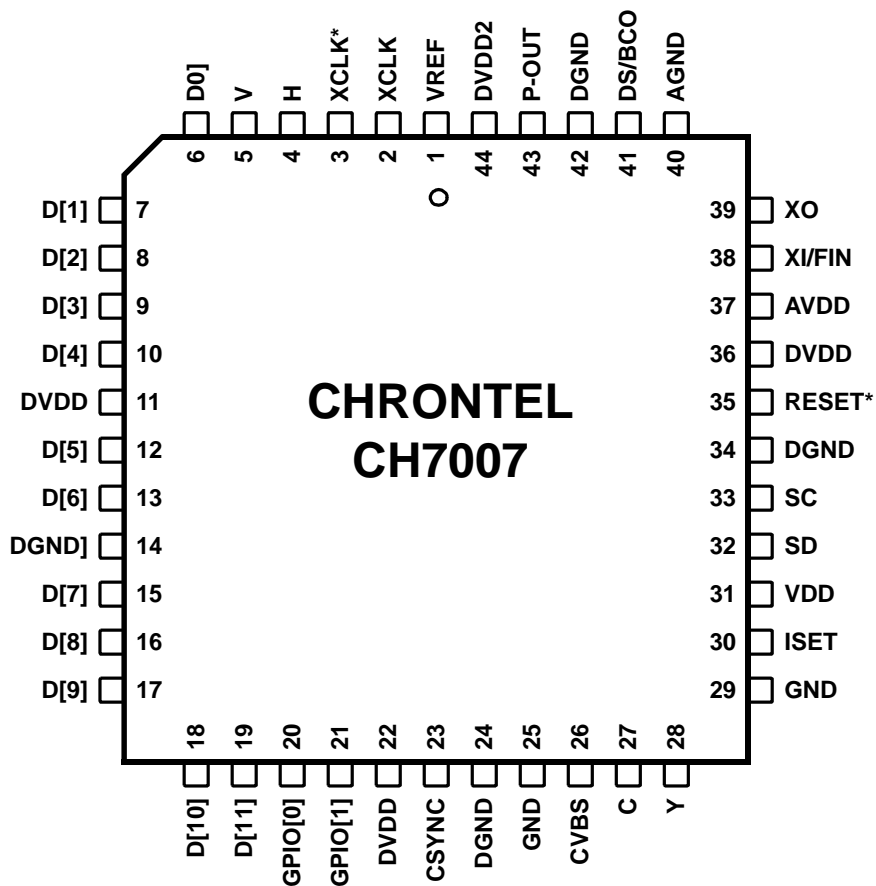 D0]
V
H
XCLK*
XCLK
VREF
DVDD2
P-OUT
DGND
DS/BCO
AGND
6
5
4
3
2
1
44
43
42
41
40
D[1] 7
D[2] 8
D[3] 9
D[4] 10
DVDD 11
D[5] 12
D[6] 13
DGND] 14
D[7] 15
D[8] 16
D[9] 17
CHRONTEL
CH7007
39 XO
38 XI/FIN
37 AVDD
36 DVDD
35 RESET*
34 DGND
33 SC
32 SD
31 VDD
30 ISET
29 GND
18
19
20
21
22
23
24
25
26
27
28
D[10]
D[11]
GPIO[0]
GPIO[1]
DVDD
CSYNC
DGND
GND
CVBS
C
Y